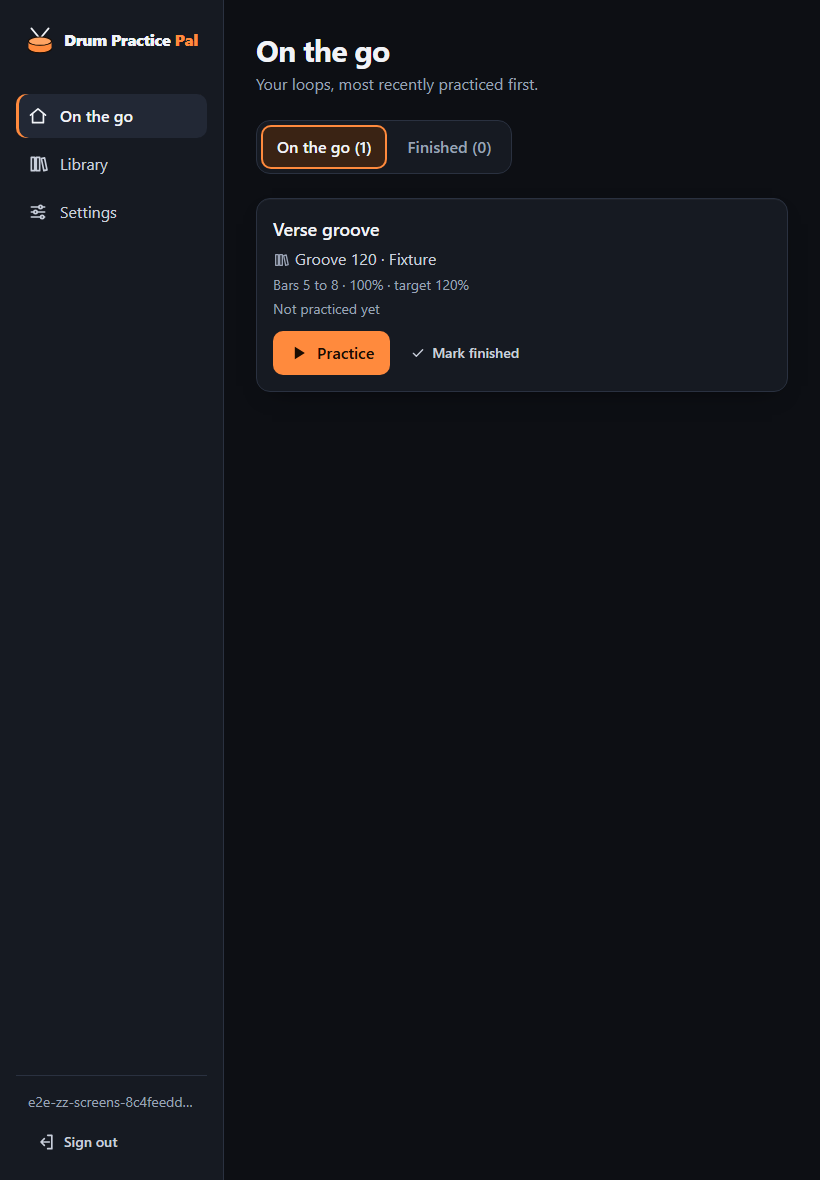 Drum Practice Pal
On the go
Library
Settings
e2e-zz-screens-8c4feedd...
Sign out
On the go
Your loops, most recently practiced first.
On the go (1)
Finished (0)
Verse groove
Groove 120 · Fixture
Bars 5 to 8 · 100% · target 120%
Not practiced yet
Practice
Mark finished